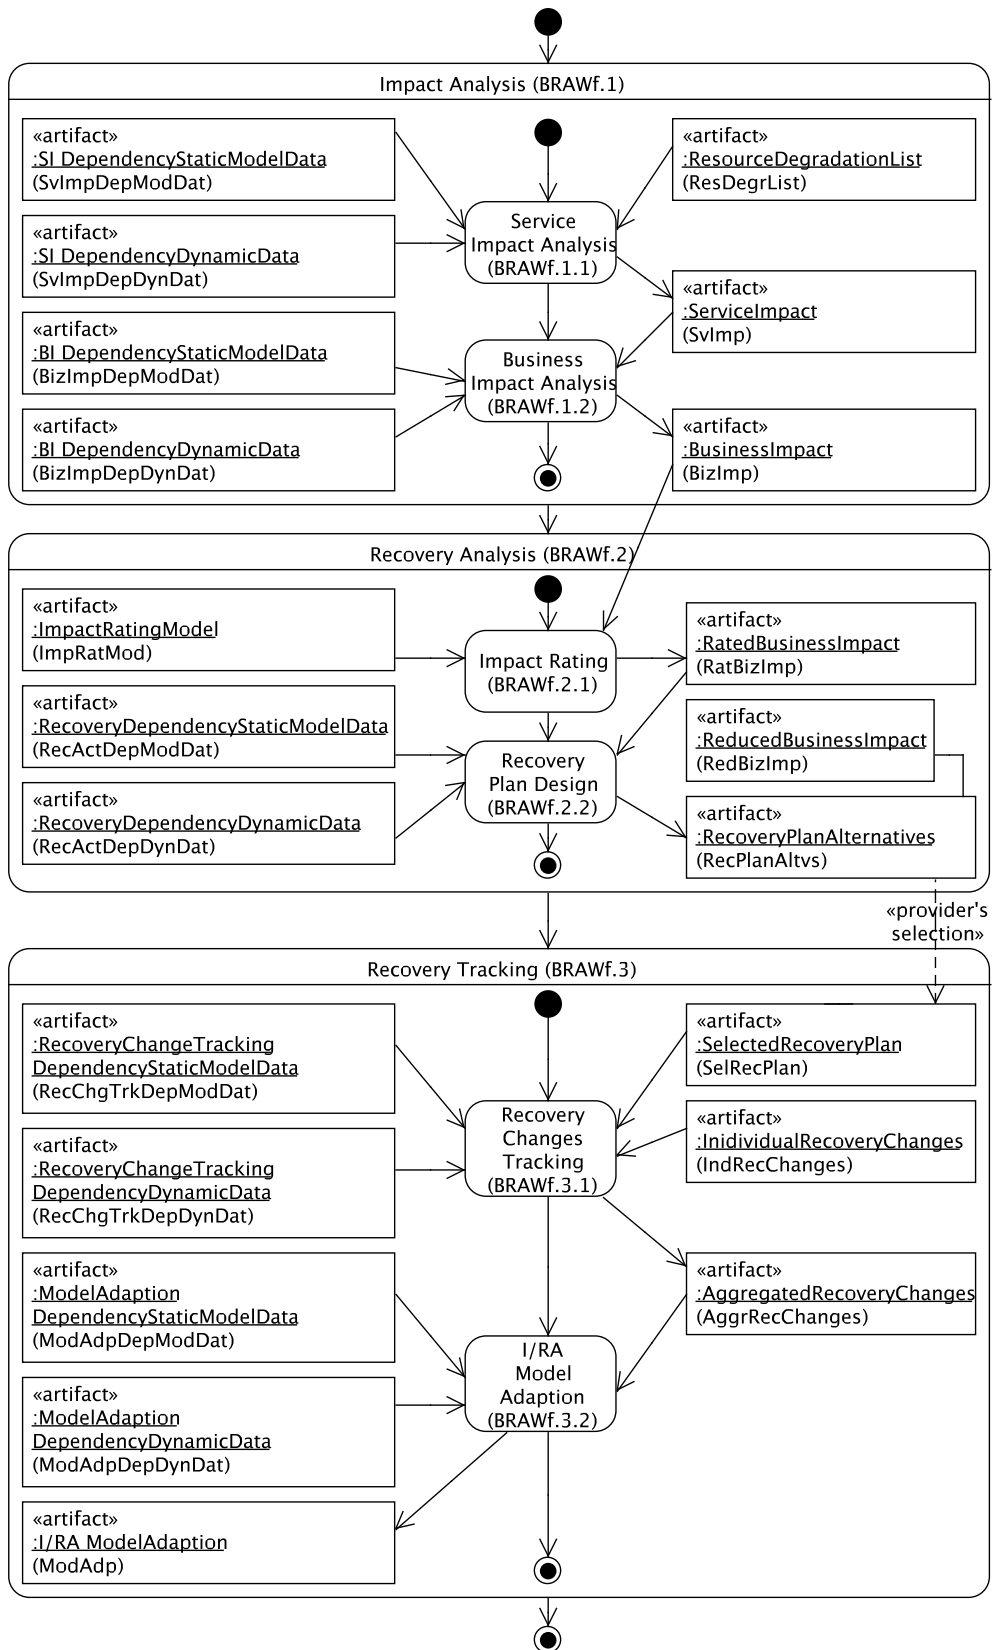 Impact Analysis (BRAWf.1)
«artifact»
:SI DependencyStaticModelData
(SvImpDepModDat)
«artifact»
:ResourceDegradationList
(ResDegrList)
Service
Impact Analysis
(BRAWf.1.1)
«artifact»
:SI DependencyDynamicData
(SvImpDepDynDat)
«artifact»
:ServiceImpact
(SvImp)
«artifact»
:BI DependencyStaticModelData
(BizImpDepModDat)
Business
Impact Analysis
(BRAWf.1.2)
«artifact»
:BI DependencyDynamicData
(BizImpDepDynDat)
«artifact»
:BusinessImpact
(BizImp)
Recovery Analysis (BRAWf.2)
«artifact»
:ImpactRatingModel
(ImpRatMod)
Impact Rating
(BRAWf.2.1)
«artifact»
:RatedBusinessImpact
(RatBizImp)
«artifact»
:RecoveryDependencyStaticModelData
(RecActDepModDat)
«artifact»
:ReducedBusinessImpact
(RedBizImp)
Recovery
Plan Design
(BRAWf.2.2)
«artifact»
:RecoveryDependencyDynamicData
(RecActDepDynDat)
«artifact»
:RecoveryPlanAlternatives
(RecPlanAltvs)
«provider's
selection»
Recovery Tracking (BRAWf.3)
«artifact»
:RecoveryChangeTracking
DependencyStaticModelData
(RecChgTrkDepModDat)
«artifact»
:SelectedRecoveryPlan
(SelRecPlan)
Recovery
Changes
Tracking
(BRAWf.3.1)
«artifact»
:InidividualRecoveryChanges
(IndRecChanges)
«artifact»
:RecoveryChangeTracking
DependencyDynamicData
(RecChgTrkDepDynDat)
«artifact»
:ModelAdaption
DependencyStaticModelData
(ModAdpDepModDat)
«artifact»
:AggregatedRecoveryChanges
(AggrRecChanges)
I/RA
Model
Adaption
(BRAWf.3.2)
«artifact»
:ModelAdaption
DependencyDynamicData
(ModAdpDepDynDat)
«artifact»
:I/RA ModelAdaption
(ModAdp)